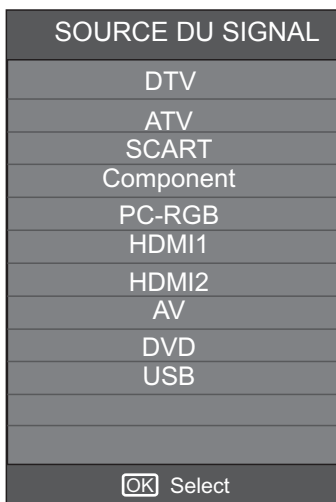 SOURCE DU SIGNAL
DTV
ATV
SCART
Component
PC-RGB
HDMI1
HDMI2
AV
DVD
USB
OK Select